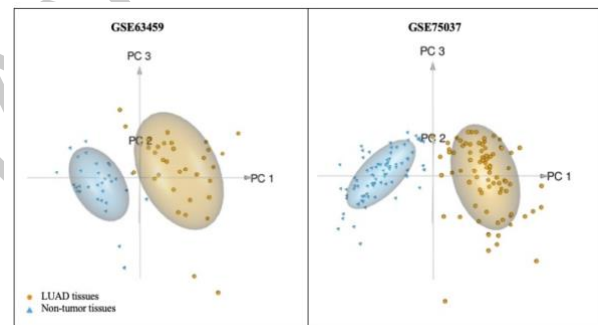 GSE63459
PC 3
PC 2
PC 1
LUAD tissues
Non-tumor tissues
GSE75037
PC 3
PC 2
PC 1